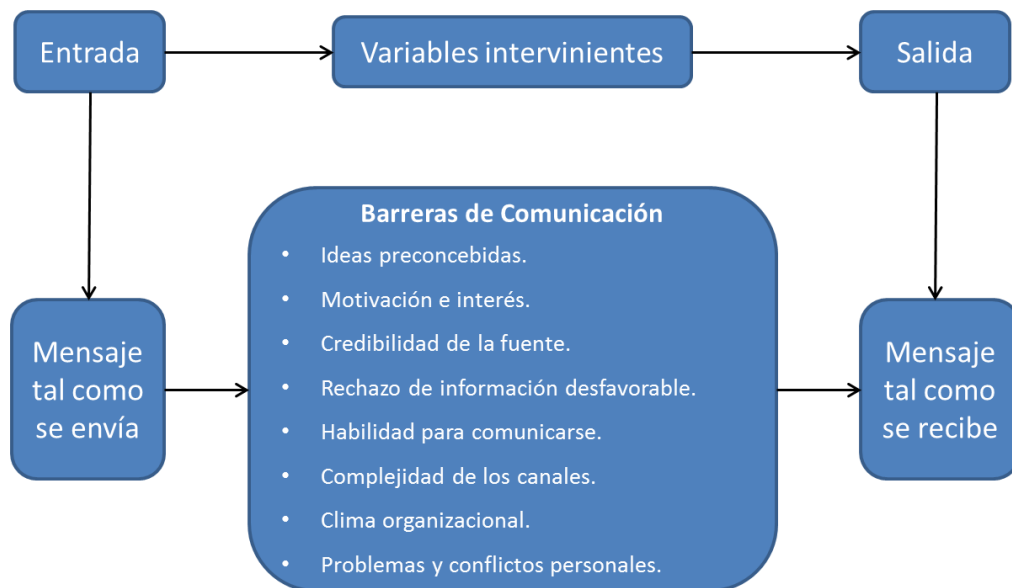 Entrada
Variables intervinientes
Salida
Barreras de Comunicación
• Ideas preconcebidas.
• Motivación e interés.
• Credibilidad de la fuente.
• Rechazo de información desfavorable.
• Habilidad para comunicarse.
• Complejidad de los canales.
• Clima organizacional.
• Problemas y conflictos personales.
Mensaje
tal como
se envía
Mensaje
tal como
se recibe